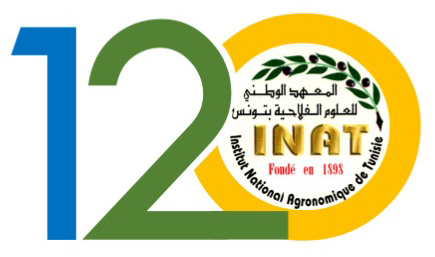 120
المعهد الوطني
للعلوم الفلاحية بتونس
INAT
Fondé en 1898
Institut National Agronomique de Tunisie